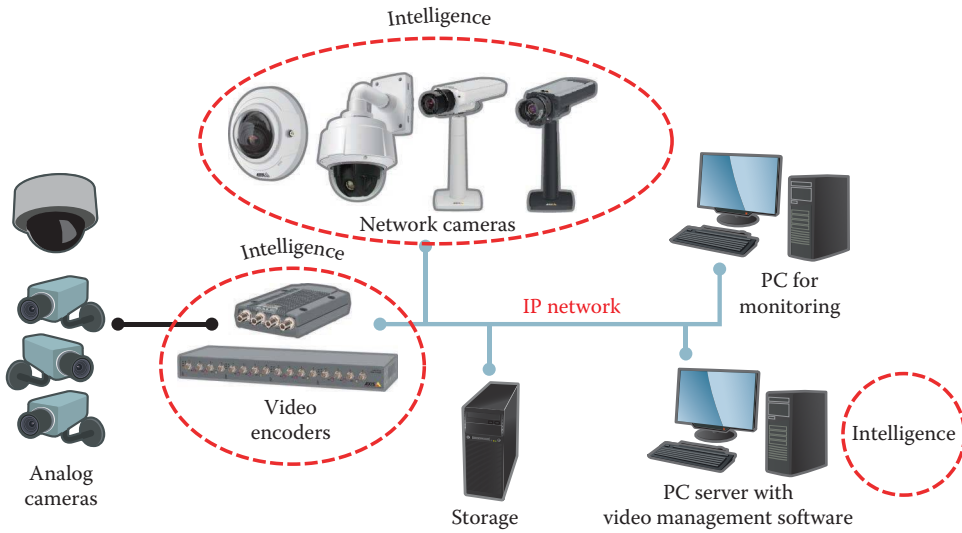 Intelligence
Network cameras
Intelligence
IP network
PC for
monitoring
Video
encoders
Intelligence
Analog
cameras
Storage
PC server with
video management software